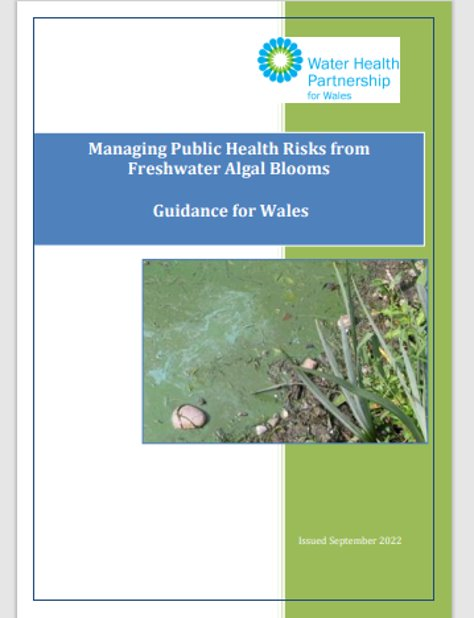 Water Health
Partnership
for Wales
Managing Public Health Risks from
Freshwater Algal Blooms
Guidance for Wales
Issued September 2022